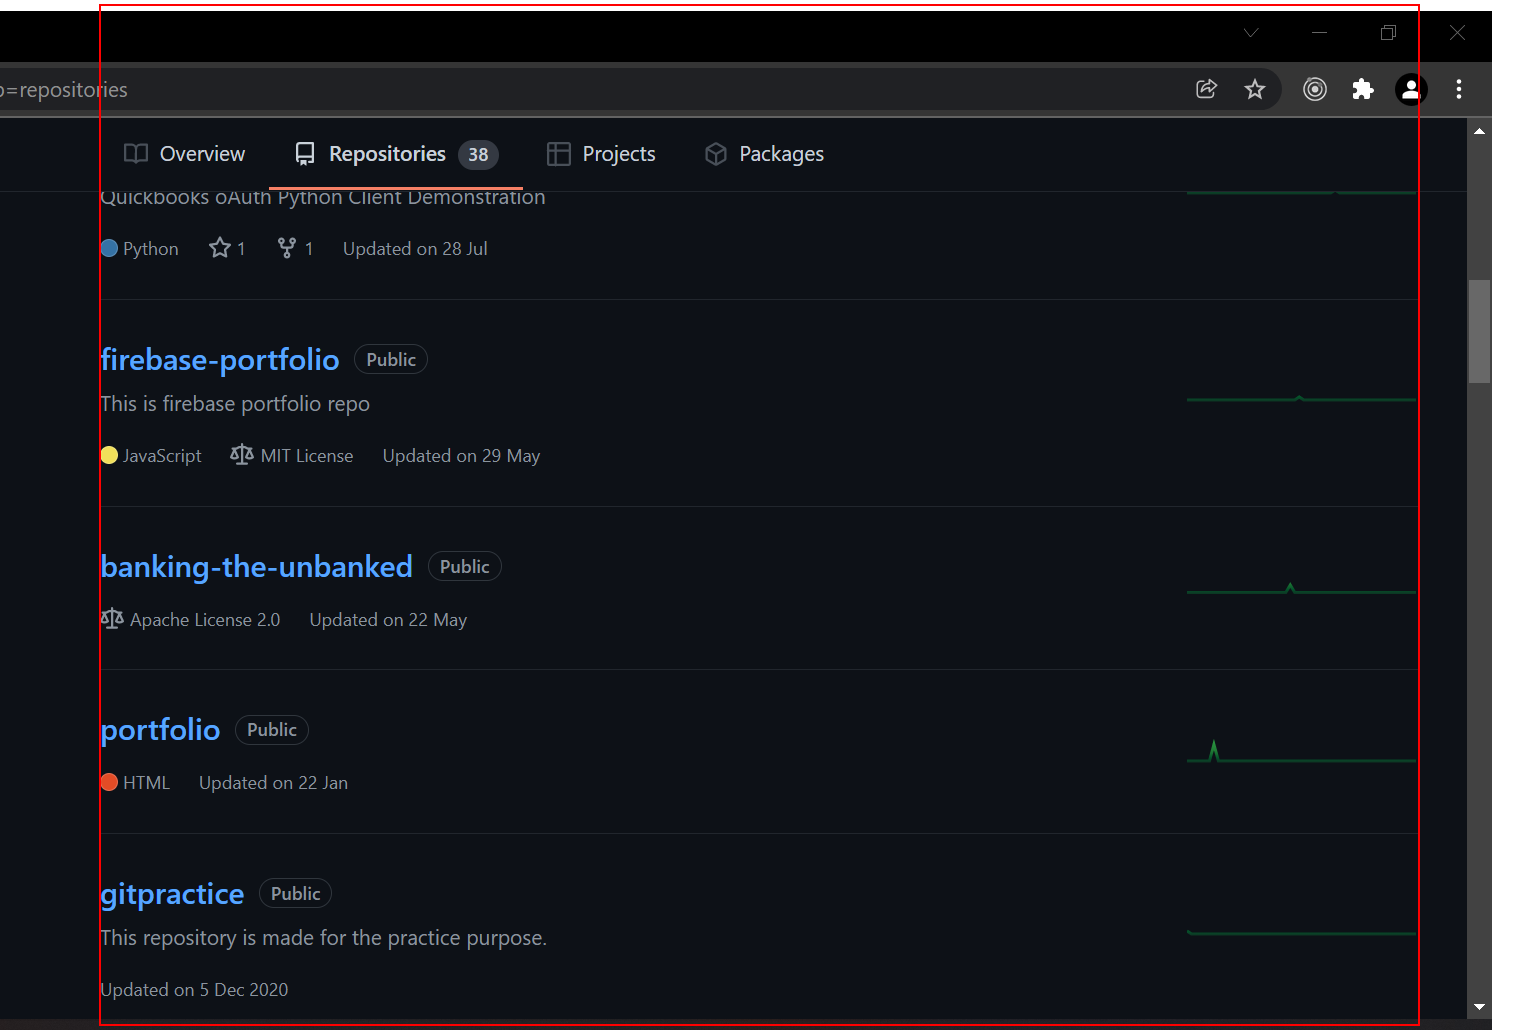 =repositories
Overview Repositories 38 Projects Packages
Quickbooks oAuth Python Client Demonstration
Python 1 1 Updated on 28 Jul
firebase-portfolio Public
This is firebase portfolio repo
JavaScript MIT License Updated on 29 May
banking-the-unbanked Public
Apache License 2.0 Updated on 22 May
portfolio Public
HTML Updated on 22 Jan
gitpractice Public
This repository is made for the practice purpose.
Updated on 5 Dec 2020